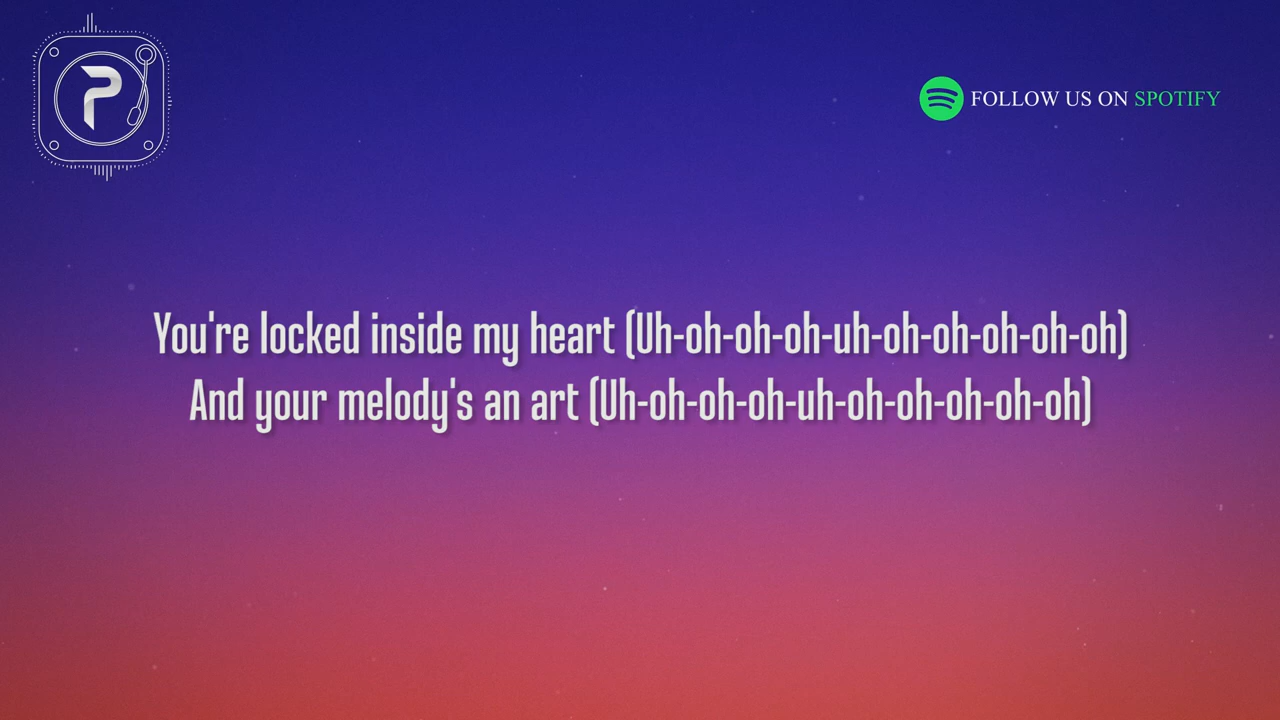 P
FOLLOW US ON SPOTIFY
You're locked inside my heart (Uh-oh-oh-oh-uh-oh-oh-oh-oh-oh)
And your melody's an art (Uh-oh-oh-oh-uh-oh-oh-oh-oh-oh)